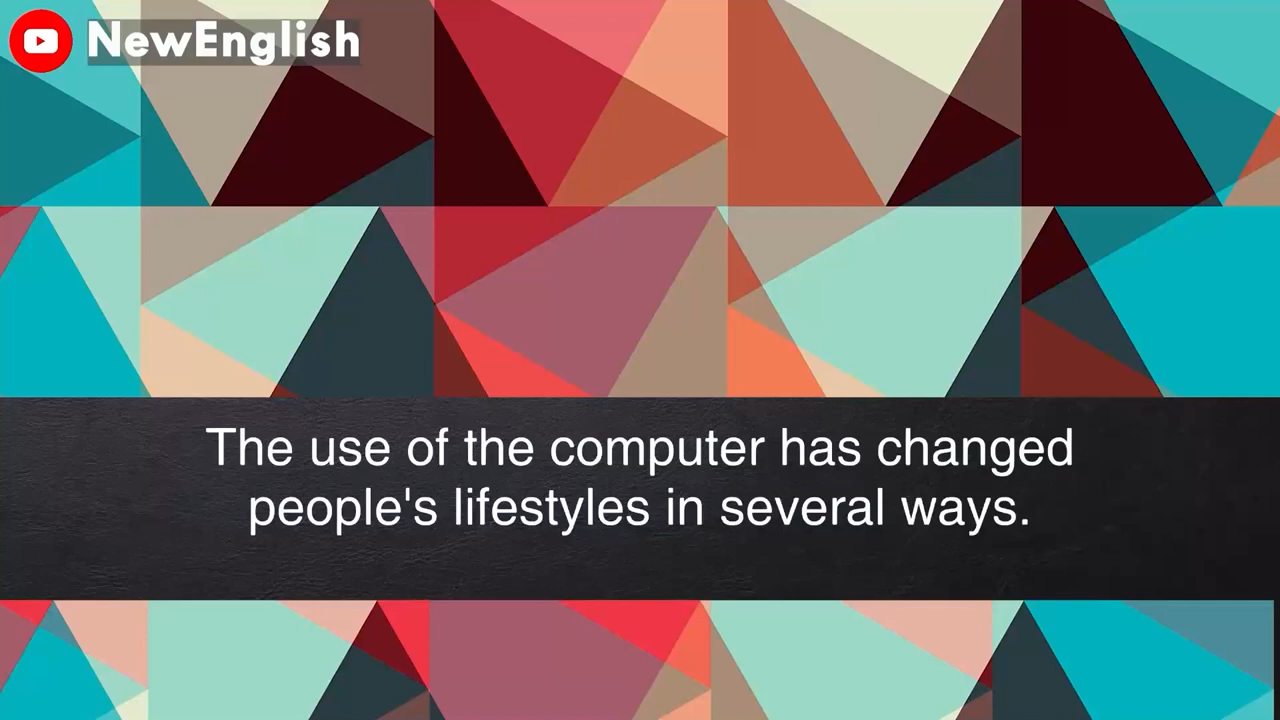 NewEnglish
The use of the computer has changed
people's lifestyles in several ways.